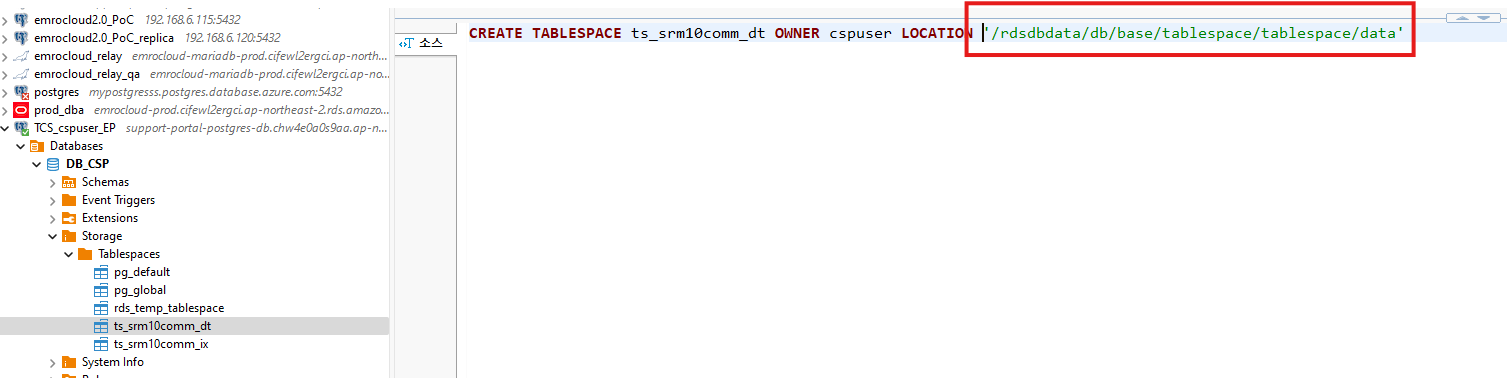 emrocloud2.0_PoC 192.168.6.115:5432
emrocloud2.0_PoC_replica 192.168.6.120:5432
emrocloud_relay emrocloud-mariadb-prod.cifewl2ergci.ap-north...
emrocloud_relay_qa emrocloud-mariadb-prod.cifewl2ergci.ap-no...
postgres mypostgresss.postgres.database.azure.com:5432
prod_dba emrocloud-prod.cifewl2ergci.ap-northeast-2.rds.amazo...
TCS_cspuser_EP support-portal-postgres-db.chw4e0a0s9aa.ap-n...
Databases
DB_CSP
Schemas
Event Triggers
Extensions
Storage
Tablespaces
pg_default
pg_global
rds_temp_tablespace
ts_srm10comm_dt
ts_srm10comm_ix
System Info
소스
CREATE TABLESPACE ts_srm10comm_dt OWNER cspuser LOCATION '/rdsdbdata/db/base/tablespace/tablespace/data'